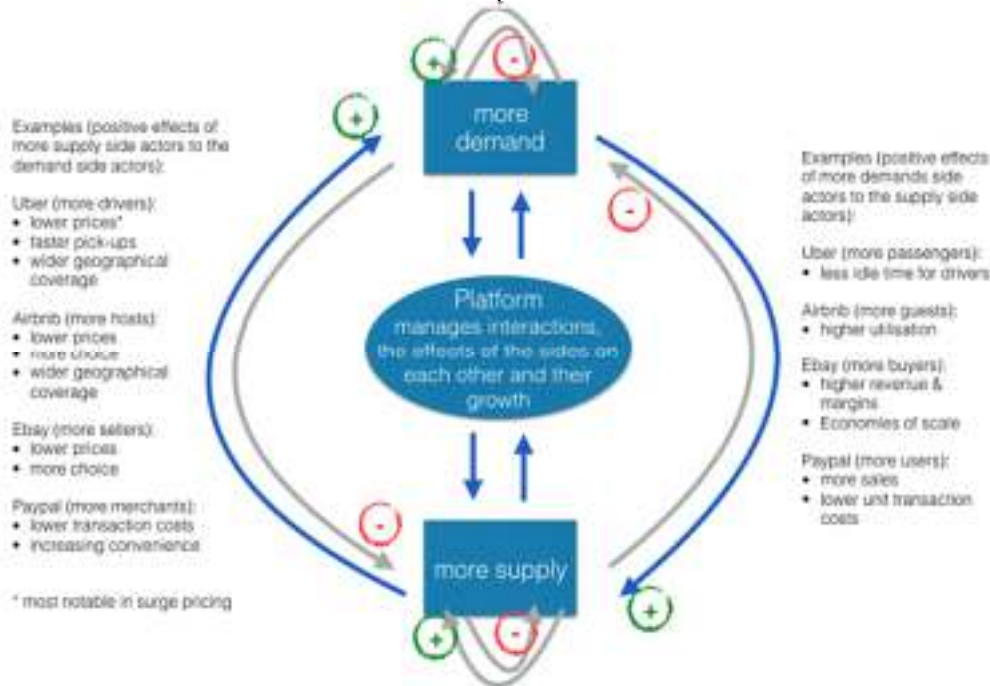 Examples (positive effects of
more supply side actors to the
demand side actors):
Uber (more drivers):
• lower prices*
• faster pick-ups
• wider geographical
coverage
Airbnb (more hosts):
• lower prices
• more choice
• wider geographical
coverage
Ebay (more sellers):
• lower prices
• more choice
Paypal (more merchants):
• lower transaction costs
• increasing convenience
* most notable in surge pricing
+
-
+
more
demand
-
Platform
manages interactions,
the effects of the sides on
each other and their
growth
-
more supply
+
+
-
Examples (positive effects
of more demands side
actors to the supply side
actors):
Uber (more passengers):
• less idle time for drivers
Airbnb (more guests):
• higher utilisation
Ebay (more buyers):
• higher revenue &
margins
• Economies of scale
Paypal (more users):
• more sales
• lower unit transaction
costs